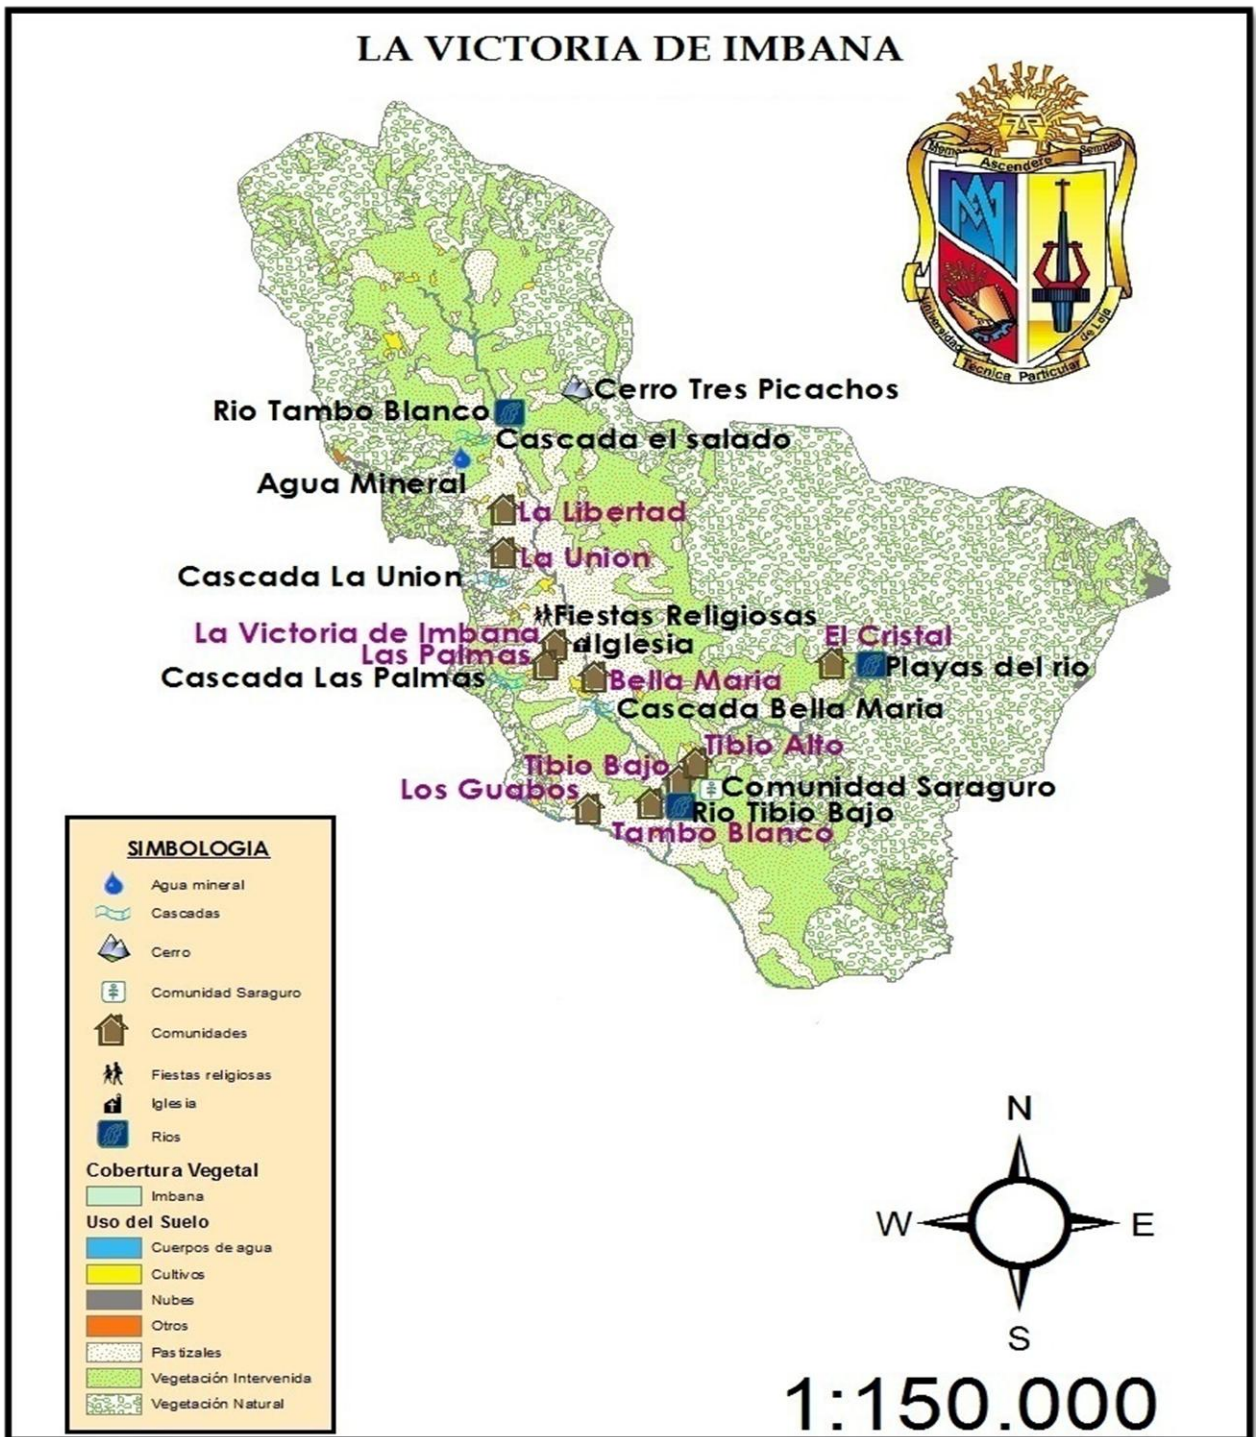 LA VICTORIA DE IMBANA
Ascendere
Semper
Universidad
Técnica Particular
de Loja
Cerro Tres Picachos
Rio Tambo Blanco
Cascada el salado
Agua Mineral
La Libertad
La Union
Cascada La Union
Fiestas Religiosas
La Victoria de Imbana
Iglesia
El Cristal
Las Palmas
Playas del rio
Cascada Las Palmas
Bella Maria
Cascada Bella Maria
Tibio Alto
Tibio Bajo
Los Guabos
Comunidad Saraguro
Rio Tibio Bajo
Tambo Blanco
SIMBOLOGIA
Agua mineral
Cascadas
Cerro
Comunidad Saraguro
Comunidades
Fiestas religiosas
Iglesia
Rios
Cobertura Vegetal
Imbana
Uso del Suelo
Cuerpos de agua
Cultivos
Nubes
Otros
Pastizales
Vegetación Intervenida
Vegetación Natural
N
W
E
S
1:150.000